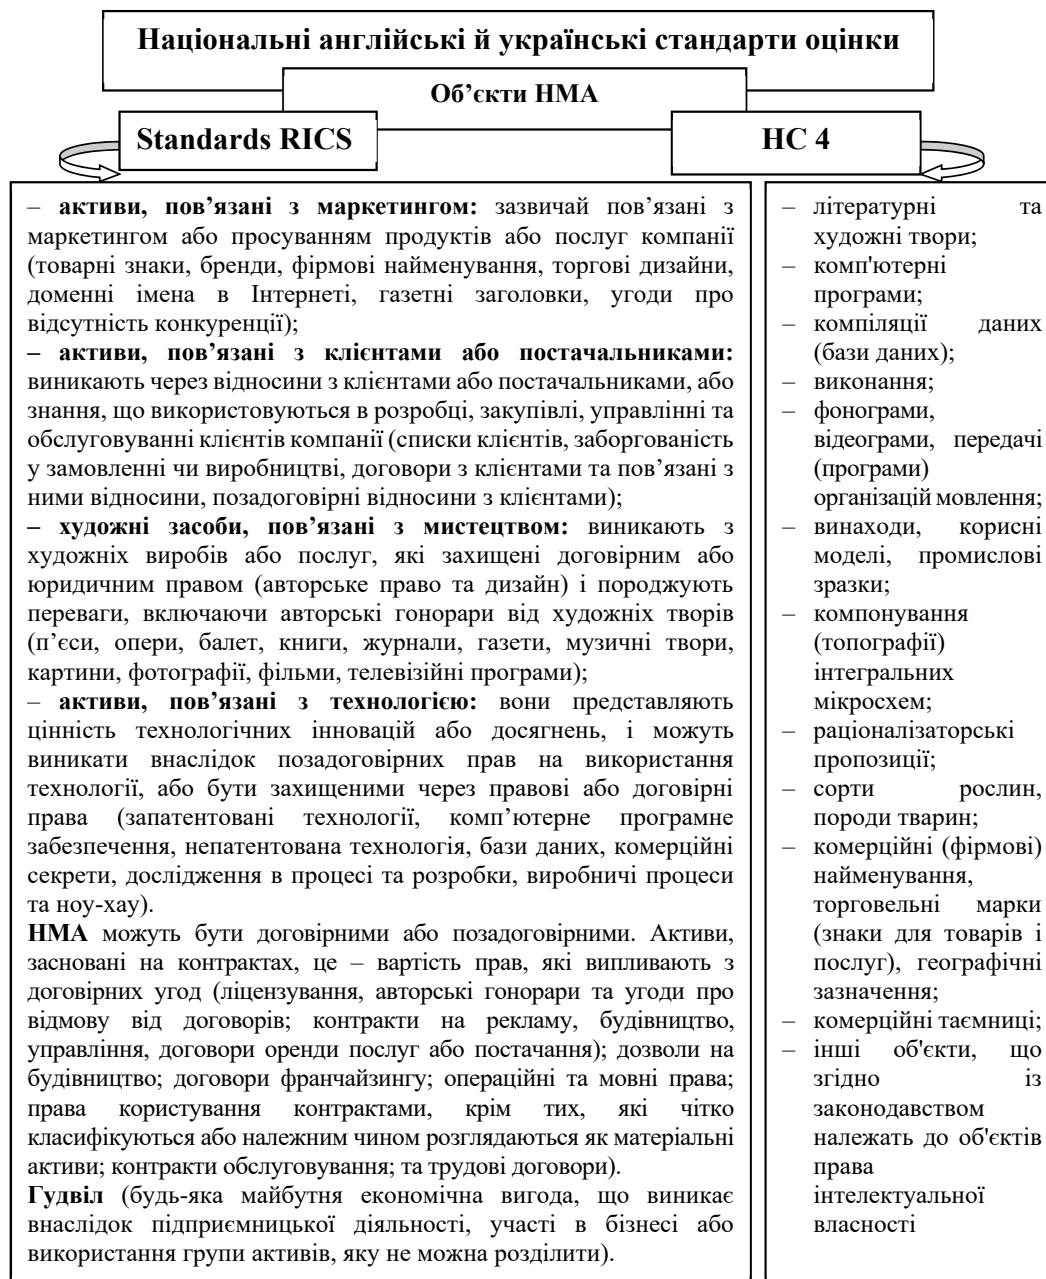 Національні англійські й українські стандарти оцінки
Об’єкти НМА
Standards RICS
НС 4
– активи, пов’язані з маркетингом: зазвичай пов’язані з
маркетингом або просуванням продуктів або послуг компанії
(товарні знаки, бренди, фірмові найменування, торгові дизайни,
доменні імена в Інтернеті, газетні заголовки, угоди про
відсутність конкуренції);
– активи, пов’язані з клієнтами або постачальниками:
виникають через відносини з клієнтами або постачальниками, або
знання, що використовуються в розробці, закупівлі, управлінні та
обслуговуванні клієнтів компанії (списки клієнтів, заборгованість
у замовленні чи виробництві, договори з клієнтами та пов’язані з
ними відносини, позадоговірні відносини з клієнтами);
– художні засоби, пов’язані з мистецтвом: виникають з
художніх виробів або послуг, які захищені договірним або
юридичним правом (авторське право та дизайн) і породжують
переваги, включаючи авторські гонорари від художніх творів
(п’єси, опери, балет, книги, журнали, газети, музичні твори,
картини, фотографії, фільми, телевізійні програми);
– активи, пов’язані з технологією: вони представляють
цінність технологічних інновацій або досягнень, і можуть
виникати внаслідок позадоговірних прав на використання
технології, або бути захищеними через правові або договірні
права (запатентовані технології, комп’ютерне програмне
забезпечення, непатентована технологія, бази даних, комерційні
секрети, дослідження в процесі та розробки, виробничі процеси
та ноу-хау).
НМА можуть бути договірними або позадоговірними. Активи,
засновані на контрактах, це – вартість прав, які випливають з
договірних угод (ліцензування, авторські гонорари та угоди про
відмову від договорів; контракти на рекламу, будівництво,
управління, договори оренди послуг або постачання); дозволи на
будівництво; договори франчайзингу; операційні та мовні права;
права користування контрактами, крім тих, які чітко
класифікуються або належним чином розглядаються як матеріальні
активи; контракти обслуговування; та трудові договори).
Гудвіл (будь-яка майбутня економічна вигода, що виникає
внаслідок підприємницької діяльності, участі в бізнесі або
використання групи активів, яку не можна розділити).
– літературні та
художні твори;
– комп'ютерні
програми;
– компіляції даних
(бази даних);
– виконання;
– фонограми,
відеограми, передачі
(програми)
організацій мовлення;
– винаходи, корисні
моделі, промислові
зразки;
– компонування
(топографії)
інтегральних
мікросхем;
– раціоналізаторські
пропозиції;
– сорти рослин,
породи тварин;
– комерційні (фірмові)
найменування,
торговельні марки
(знаки для товарів і
послуг), географічні
зазначення;
– комерційні таємниці;
– інші об'єкти, що
згідно із
законодавством
належать до об'єктів
права
інтелектуальної
власності